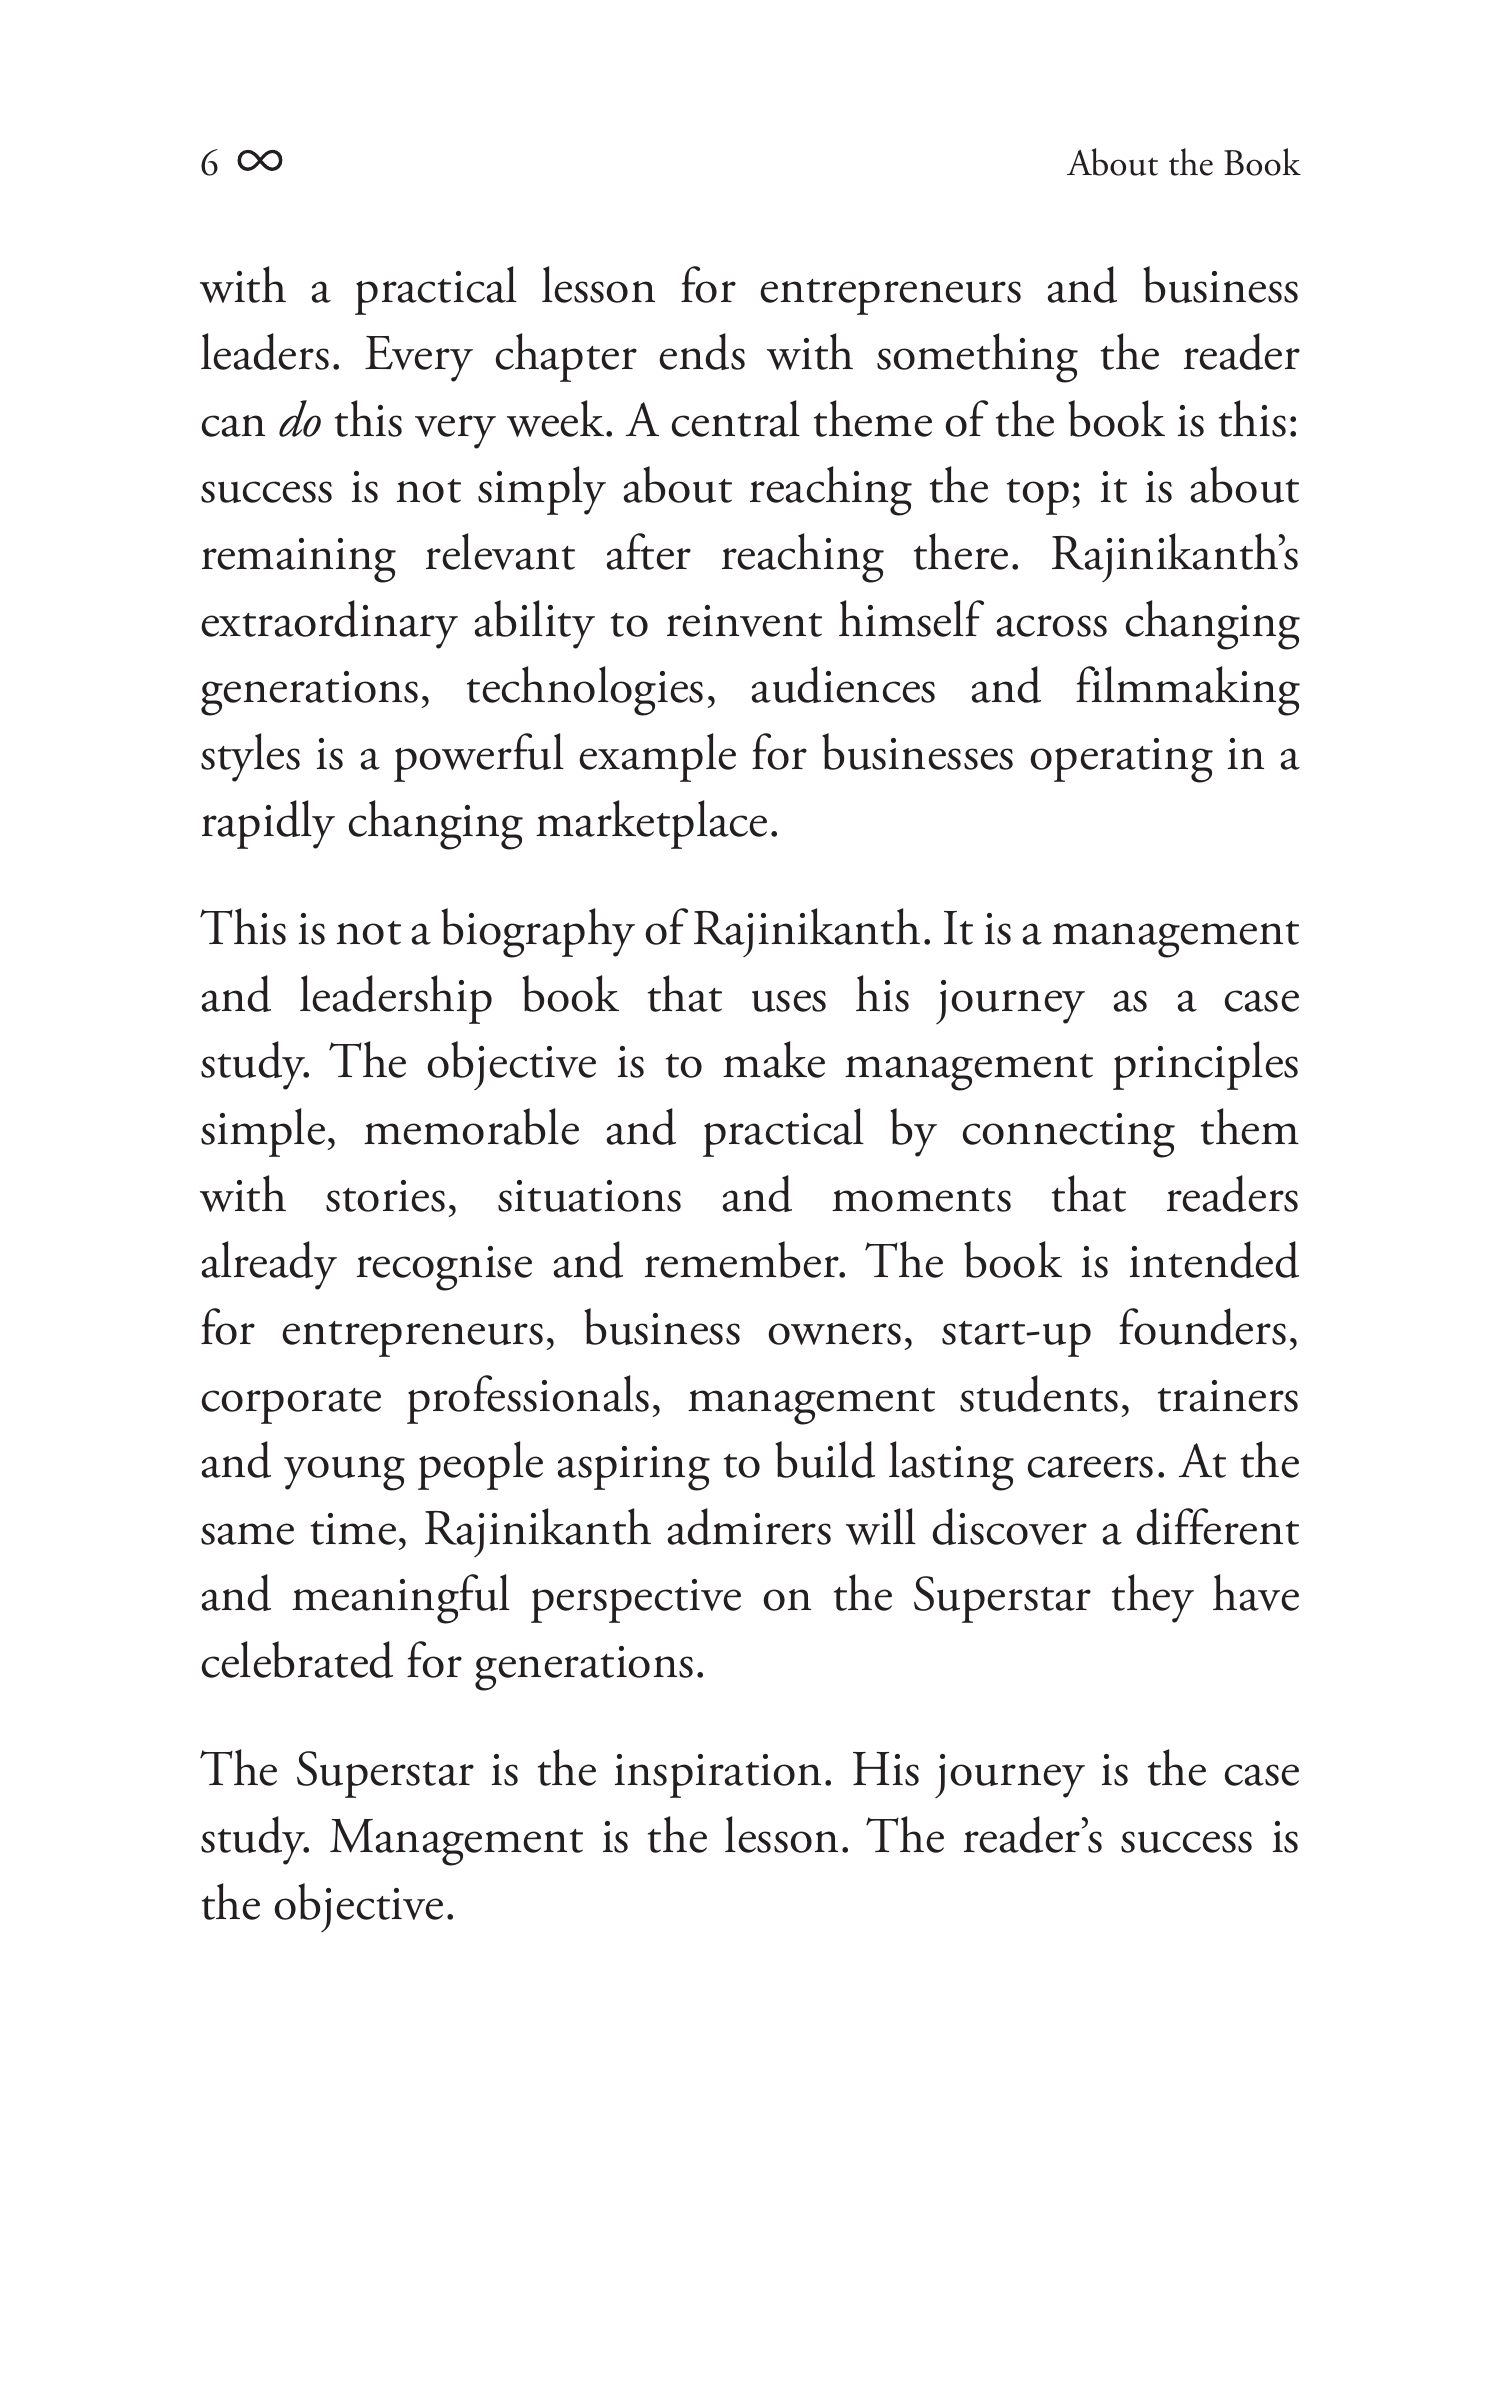 6 ∞ About the Book
with a practical lesson for entrepreneurs and business
leaders. Every chapter ends with something the reader
can do this very week. A central theme of the book is this:
success is not simply about reaching the top; it is about
remaining relevant after reaching there. Rajinikanth’s
extraordinary ability to reinvent himself across changing
generations, technologies, audiences and filmmaking
styles is a powerful example for businesses operating in a
rapidly changing marketplace.
This is not a biography of Rajinikanth. It is a management
and leadership book that uses his journey as a case
study. The objective is to make management principles
simple, memorable and practical by connecting them
with stories, situations and moments that readers
already recognise and remember. The book is intended
for entrepreneurs, business owners, start-up founders,
corporate professionals, management students, trainers
and young people aspiring to build lasting careers. At the
same time, Rajinikanth admirers will discover a different
and meaningful perspective on the Superstar they have
celebrated for generations.
The Superstar is the inspiration. His journey is the case
study. Management is the lesson. The reader’s success is
the objective.